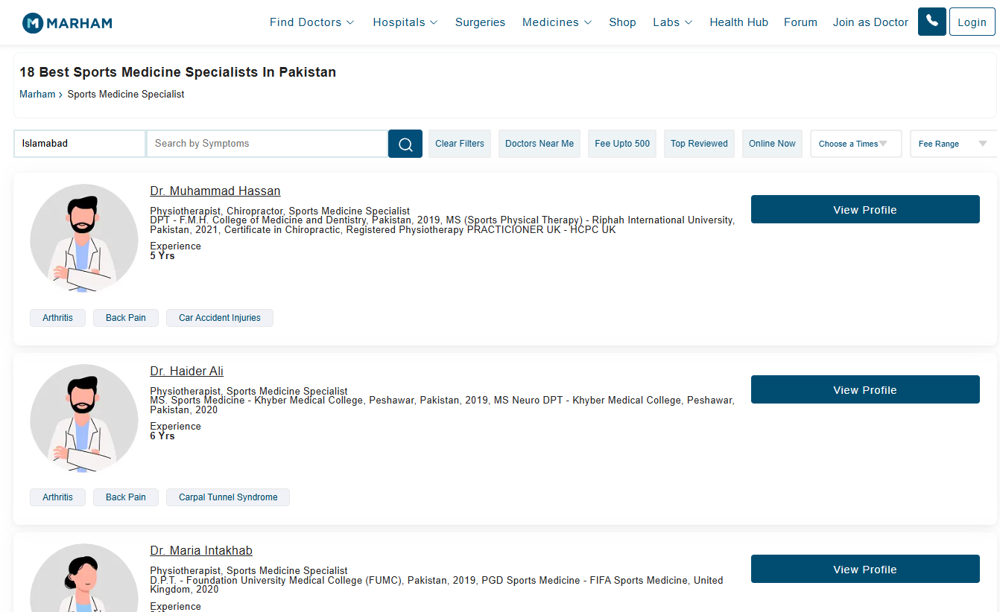 MARHAM
Find Doctors
Hospitals
Surgeries
Medicines
Shop
Labs
Health Hub
Forum
Join as Doctor
Login
18 Best Sports Medicine Specialists In Pakistan
Marham › Sports Medicine Specialist
Islamabad
Search by Symptoms
Clear Filters
Doctors Near Me
Fee Upto 500
Top Reviewed
Online Now
Choose a Times
Fee Range
Dr. Muhammad Hassan
Physiotherapist, Chiropractor, Sports Medicine Specialist
DPT - F.M.H. College of Medicine and Dentistry, Pakistan, 2019, MS (Sports Physical Therapy) - Riphah International University,
Pakistan, 2021, Certificate in Chiropractic, Registered Physiotherapy PRACTICIONER UK - HCPC UK
Experience
5 Yrs
View Profile
Arthritis
Back Pain
Car Accident Injuries
Dr. Haider Ali
Physiotherapist, Sports Medicine Specialist
MS. Sports Medicine - Khyber Medical College, Peshawar, Pakistan, 2019, MS Neuro DPT - Khyber Medical College, Peshawar,
Pakistan, 2020
Experience
6 Yrs
View Profile
Arthritis
Back Pain
Carpal Tunnel Syndrome
Dr. Maria Intakhab
Physiotherapist, Sports Medicine Specialist
D.P.T. - Foundation University Medical College (FUMC), Pakistan, 2019, PGD Sports Medicine - FIFA Sports Medicine, United
Kingdom, 2020
Experience
View Profile